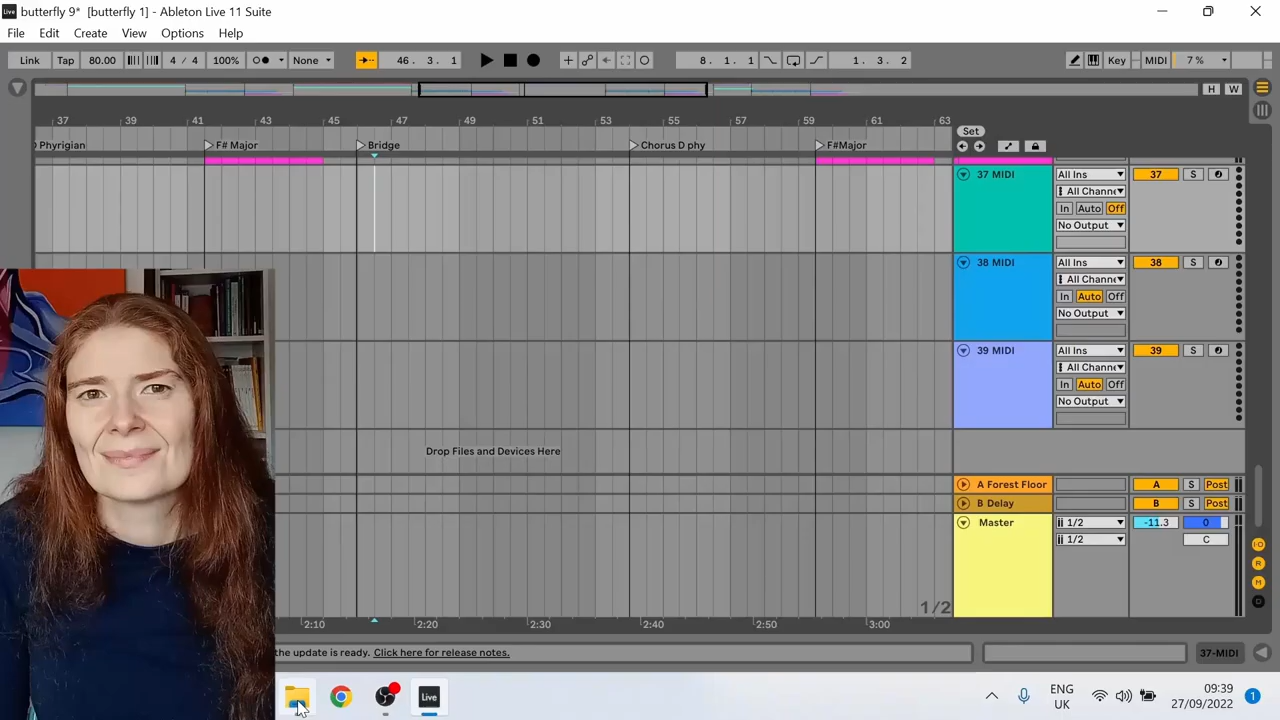 Live butterfly 9* [butterfly 1] - Ableton Live 11 Suite
File Edit Create View Options Help
Link Tap 80.00 4 / 4 100% None 46. 3. 1 8. 1. 1 1. 3. 2 Key MIDI 7 %
H W
37 39 41 43 45 47 49 51 53 55 57 59 61 63
Set
Phyrigian F# Major Bridge Chorus D phy F#Major
37 MIDI All Ins 37 S
All Channe
In Auto Off
No Output
38 MIDI All Ins 38 S
All Channe
In Auto Off
No Output
39 MIDI All Ins 39 S
All Channe
In Auto Off
No Output
Drop Files and Devices Here
A Forest Floor A S Post
B Delay B S Post
Master 1/2 -11.3 0
1/2 C
I·O
R
M
D
1/2
2:10 2:20 2:30 2:40 2:50 3:00
the update is ready. Click here for release notes. 37-MIDI
Live ENG
UK
09:39
27/09/2022
1